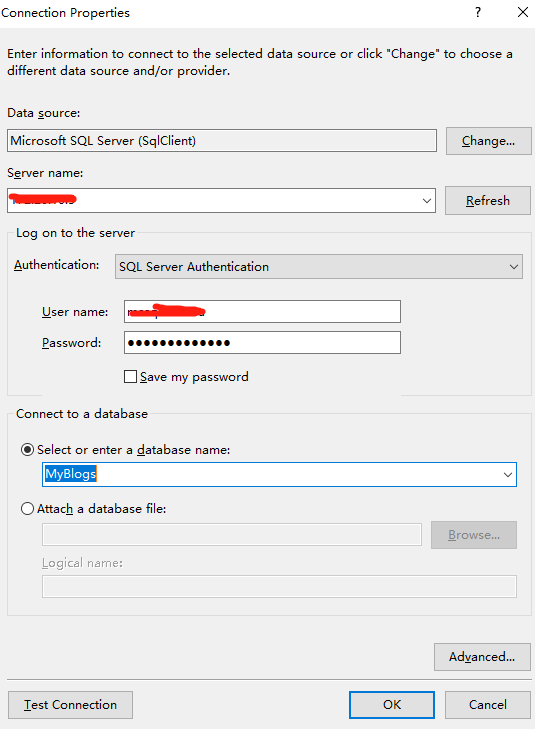 Connection Properties
?
Enter information to connect to the selected data source or click "Change" to choose a
different data source and/or provider.
Data source:
Microsoft SQL Server (SqlClient)
Change...
Server name:
Refresh
Log on to the server
Authentication:
SQL Server Authentication
User name:
Password:
●●●●●●●●●●●●●
Save my password
Connect to a database
Select or enter a database name:
MyBlogs
Attach a database file:
Browse...
Logical name:
Advanced...
Test Connection
OK
Cancel